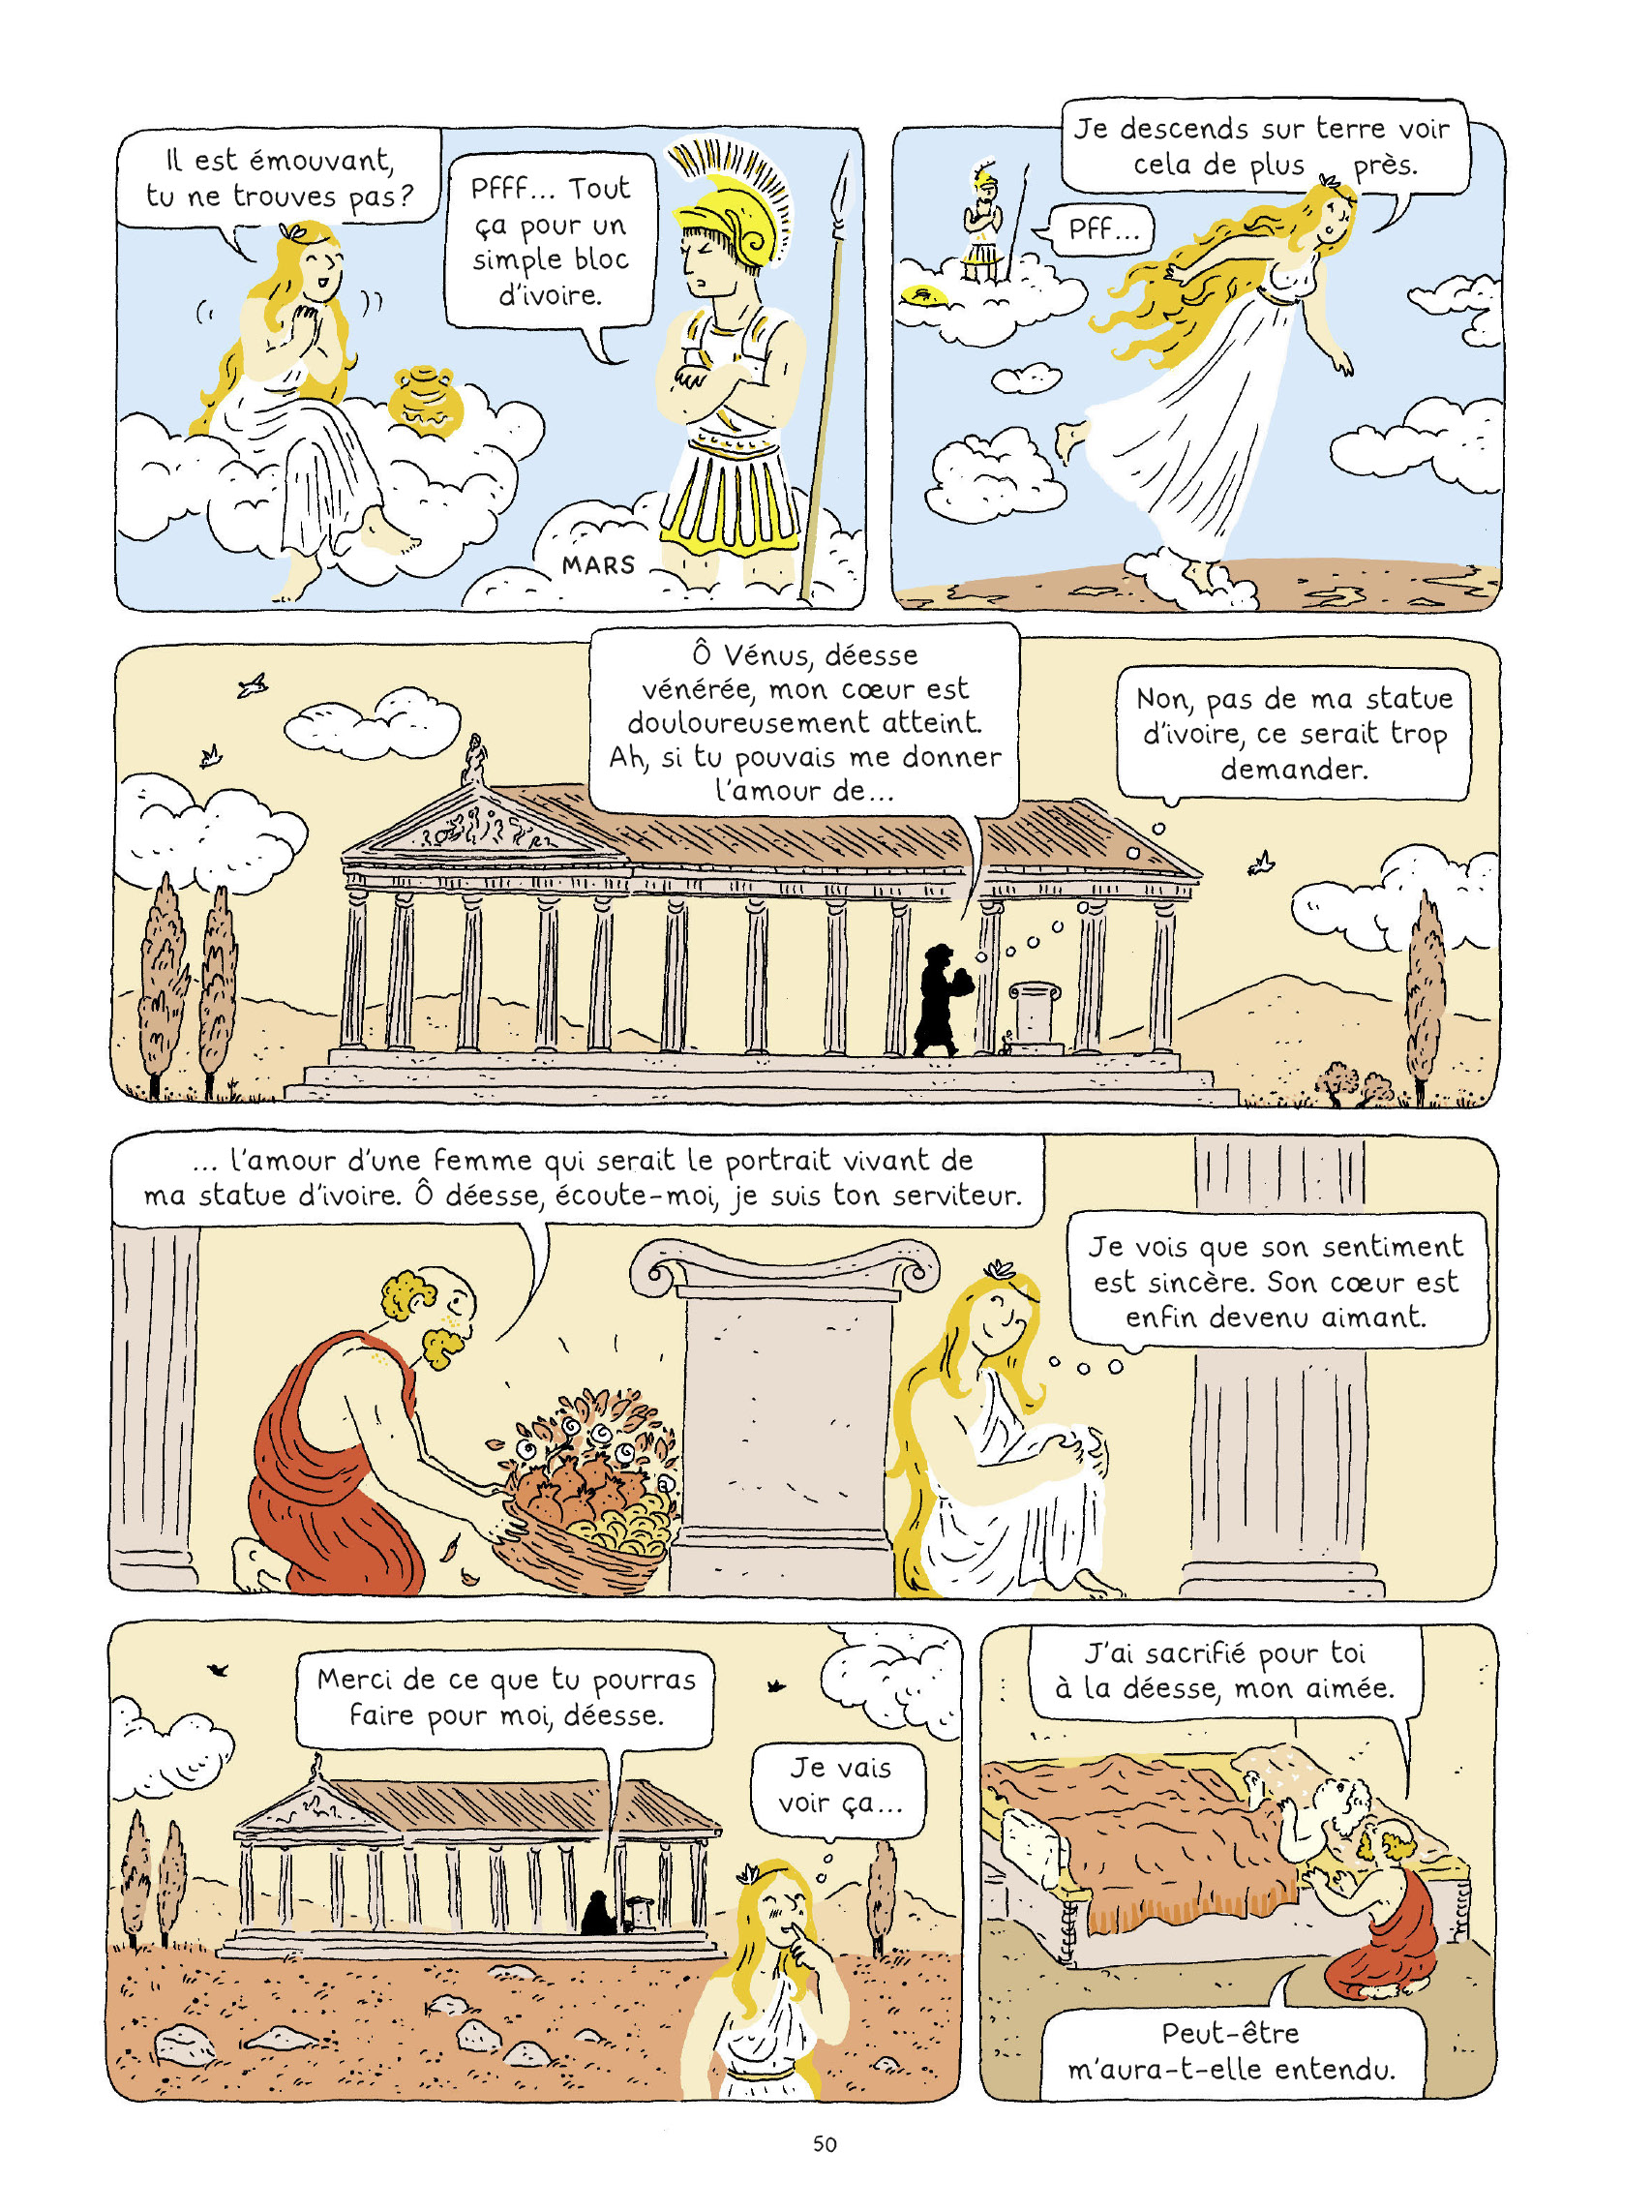 Il est émouvant,
tu ne trouves pas ?
Pfff... Tout
ça pour un
simple bloc
d'ivoire.
MARS
Je descends sur terre voir
cela de plus près.
Pff...
Ô Vénus, déesse
vénérée, mon cœur est
douloureusement atteint.
Ah, si tu pouvais me donner
l'amour de...
Non, pas de ma statue
d'ivoire, ce serait trop
demander.
... l'amour d'une femme qui serait le portrait vivant de
ma statue d'ivoire. Ô déesse, écoute-moi, je suis ton serviteur.
Je vois que son sentiment
est sincère. Son cœur est
enfin devenu aimant.
Merci de ce que tu pourras
faire pour moi, déesse.
Je vais
voir ça...
J'ai sacrifié pour toi
à la déesse, mon aimée.
Peut-être
m'aura-t-elle entendu.
50